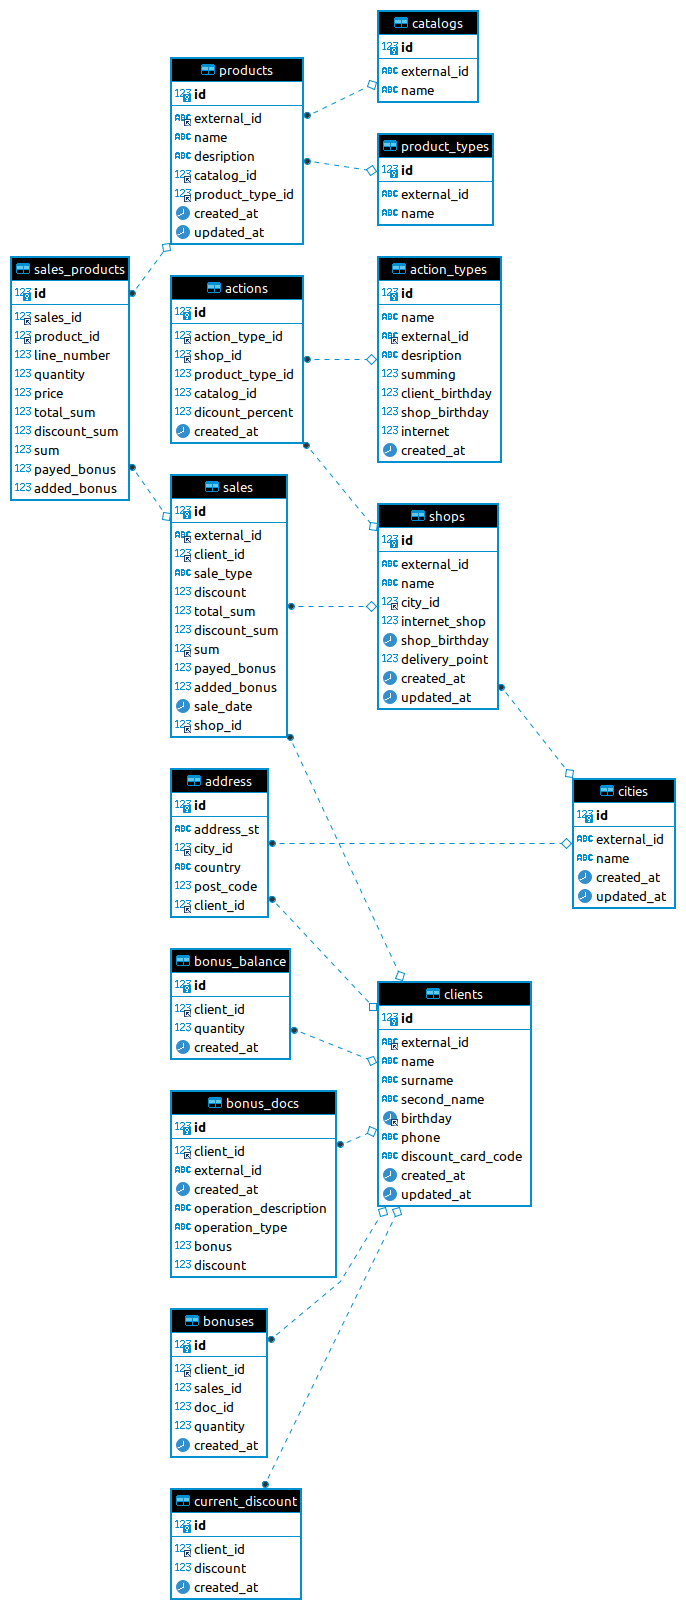 catalogs
id
external_id
name
products
id
external_id
name
desription
catalog_id
product_type_id
created_at
updated_at
product_types
id
external_id
name
sales_products
id
sales_id
product_id
line_number
quantity
price
total_sum
discount_sum
sum
payed_bonus
added_bonus
actions
id
action_type_id
shop_id
product_type_id
catalog_id
dicount_percent
created_at
action_types
id
name
external_id
desription
summing
client_birthday
shop_birthday
internet
created_at
sales
id
external_id
client_id
sale_type
discount
total_sum
discount_sum
sum
payed_bonus
added_bonus
sale_date
shop_id
shops
id
external_id
name
city_id
internet_shop
shop_birthday
delivery_point
created_at
updated_at
address
id
address_st
city_id
country
post_code
client_id
cities
id
external_id
name
created_at
updated_at
bonus_balance
id
client_id
quantity
created_at
clients
id
external_id
name
surname
second_name
birthday
phone
discount_card_code
created_at
updated_at
bonus_docs
id
client_id
external_id
created_at
operation_description
operation_type
bonus
discount
bonuses
id
client_id
sales_id
doc_id
quantity
created_at
current_discount
id
client_id
discount
created_at